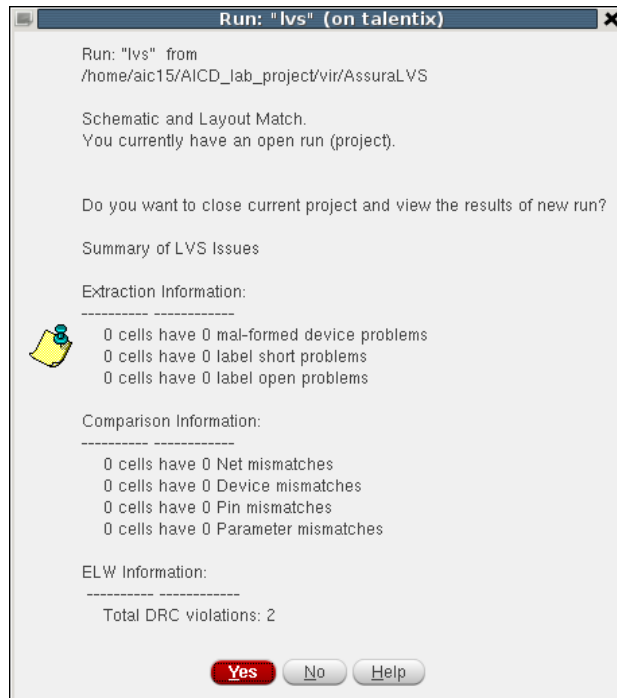 Run: "lvs" (on talentix)
Run: "lvs" from
/home/aic15/AICD_lab_project/vir/AssuraLVS
Schematic and Layout Match.
You currently have an open run (project).
Do you want to close current project and view the results of new run?
Summary of LVS Issues
Extraction Information:
---------- ------------
0 cells have 0 mal-formed device problems
0 cells have 0 label short problems
0 cells have 0 label open problems
Comparison Information:
---------- ------------
0 cells have 0 Net mismatches
0 cells have 0 Device mismatches
0 cells have 0 Pin mismatches
0 cells have 0 Parameter mismatches
ELW Information:
---------- ------------
Total DRC violations: 2
Yes No Help